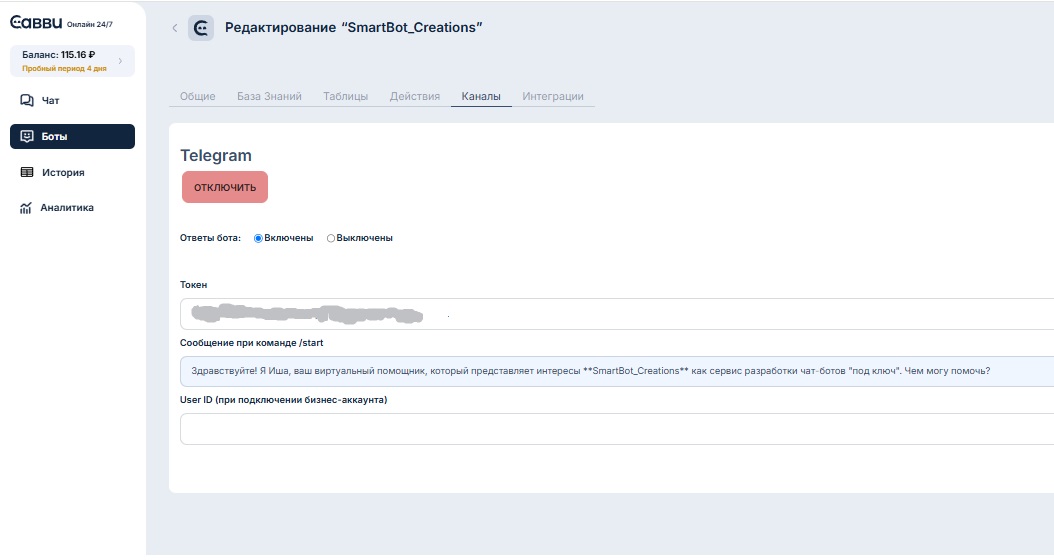 Савви Онлайн 24/7
Баланс: 115.16 ₽
Пробный период 4 дня
Чат
Боты
История
Аналитика
Редактирование “SmartBot_Creations”
Общие База Знаний Таблицы Действия Каналы Интеграции
Telegram
ОТКЛЮЧИТЬ
Ответы бота: Включены Выключены
Токен
Сообщение при команде /start
Здравствуйте! Я Иша, ваш виртуальный помощник, который представляет интересы **SmartBot_Creations** как сервис разработки чат-ботов "под ключ". Чем могу помочь?
User ID (при подключении бизнес-аккаунта)